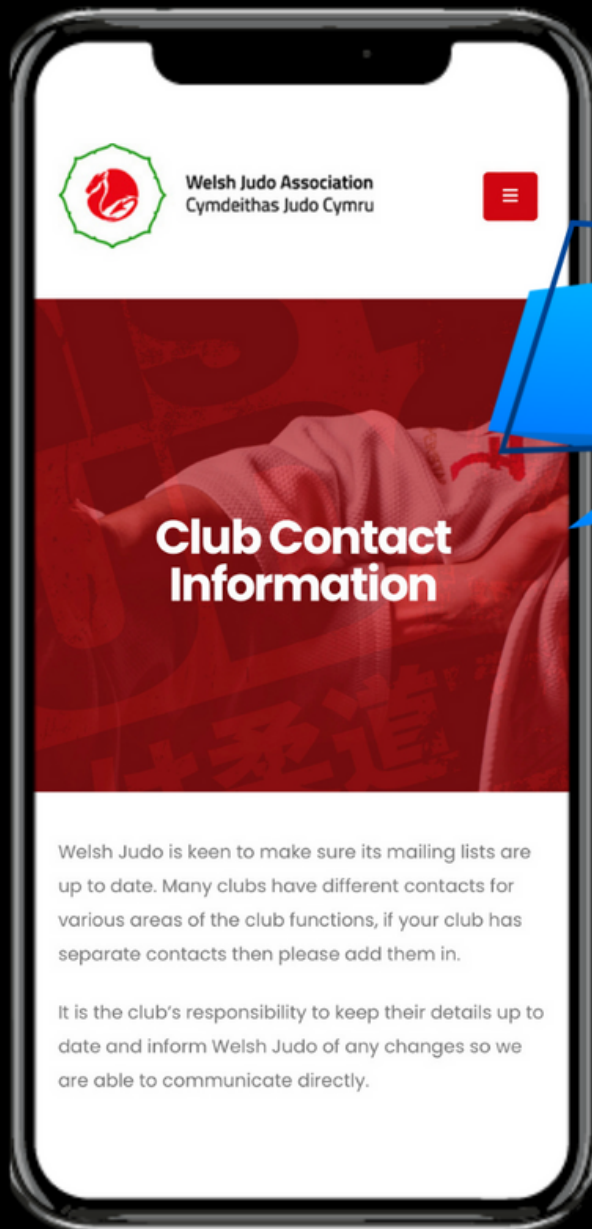 Welsh Judo Association
Cymdeithas Judo Cymru
Club Contact
Information
柔道
Welsh Judo is keen to make sure its mailing lists are
up to date. Many clubs have different contacts for
various areas of the club functions, if your club has
separate contacts then please add them in.
It is the club's responsibility to keep their details up to
date and inform Welsh Judo of any changes so we
are able to communicate directly.